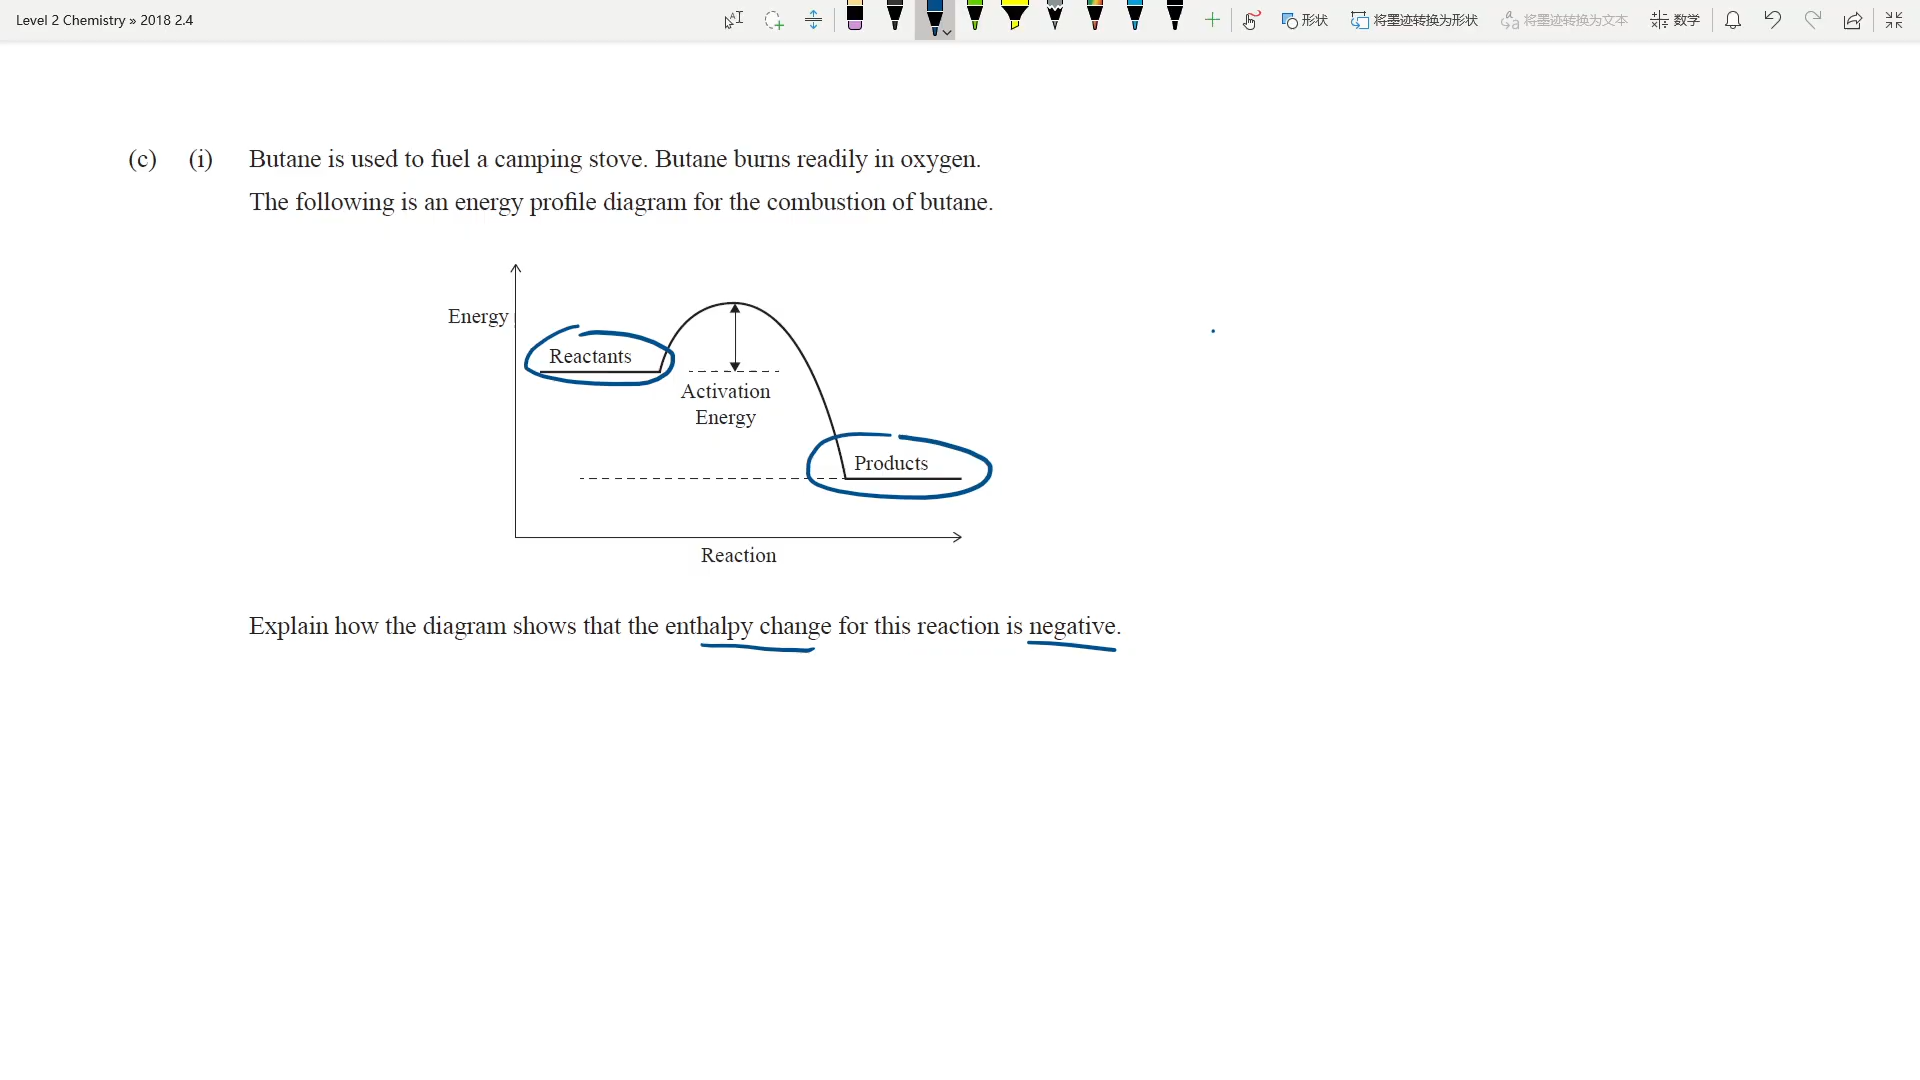 Level 2 Chemistry » 2018 2.4
形状 将墨迹转换为形状 将墨迹转换为文本 数学
(c) (i) Butane is used to fuel a camping stove. Butane burns readily in oxygen.
The following is an energy profile diagram for the combustion of butane.
Energy
Reactants
Activation
Energy
Products
Reaction
Explain how the diagram shows that the enthalpy change for this reaction is negative.